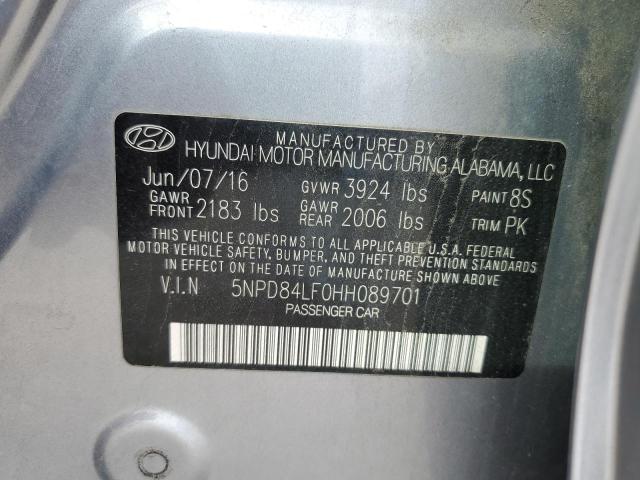 MANUFACTURED BY
HYUNDAI MOTOR MANUFACTURING ALABAMA, LLC
Jun/07/16 GVWR 3924 lbs PAINT 8S
GAWR FRONT 2183 lbs GAWR REAR 2006 lbs TRIM PK
THIS VEHICLE CONFORMS TO ALL APPLICABLE U.S.A. FEDERAL
MOTOR VEHICLE SAFETY, BUMPER, AND THEFT PREVENTION STANDARDS
IN EFFECT ON THE DATE OF MANUFACTURE SHOWN ABOVE
V.I.N 5NPD84LF0HH089701
PASSENGER CAR